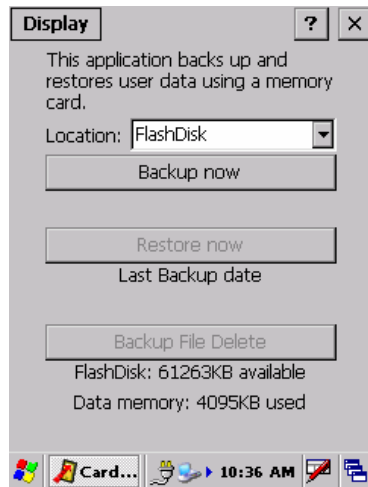 Display ? ×
This application backs up and
restores user data using a memory
card.
Location: FlashDisk
Backup now
Restore now
Last Backup date
Backup File Delete
FlashDisk: 61263KB available
Data memory: 4095KB used
Card... 10:36 AM